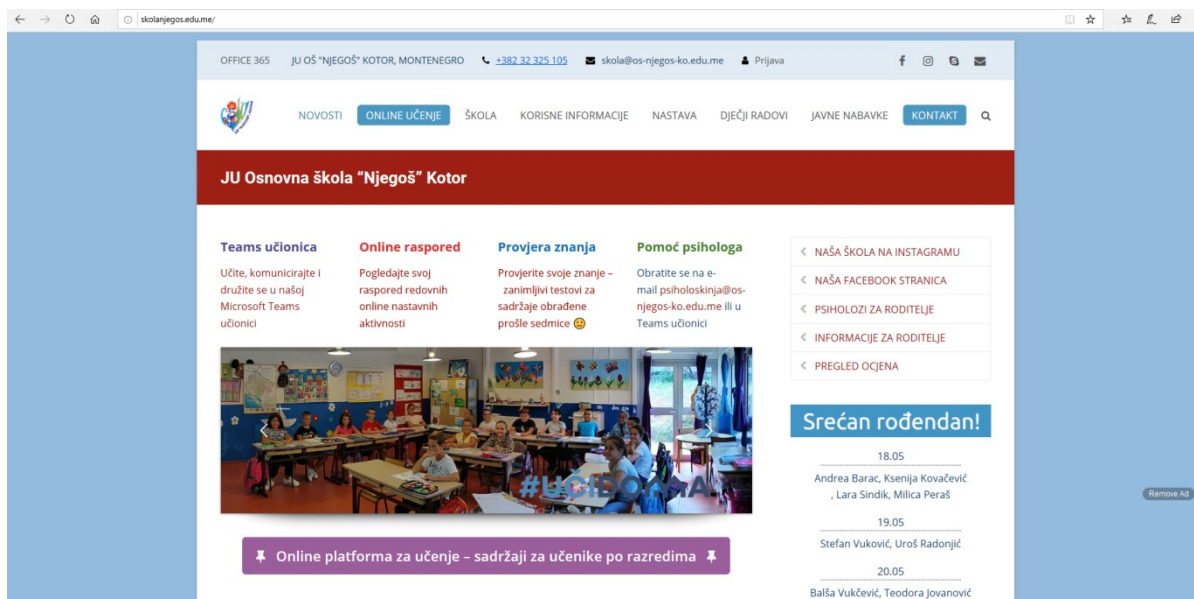 skolanjegos.edu.me/
OFFICE 365 JU OŠ "NJEGOŠ" KOTOR, MONTENEGRO +382 32 325 105 skola@os-njegos-ko.edu.me Prijava
NOVOSTI ONLINE UČENJE ŠKOLA KORISNE INFORMACIJE NASTAVA DJEČJI RADOVI JAVNE NABAVKE KONTAKT
JU Osnovna škola “Njegoš” Kotor
Teams učionica
Učite, komunicirajte i
družite se u našoj
Microsoft Teams
učionici
Online raspored
Pogledajte svoj
raspored redovnih
online nastavnih
aktivnosti
Provjera znanja
Provjerite svoje znanje –
zanimljivi testovi za
sadržaje obrađene
prošle sedmice
Pomoć psihologa
Obratite se na e-
mail psiholoskinja@os-
njegos-ko.edu.me ili u
Teams učionici
#UČIDOMA
Online platforma za učenje – sadržaji za učenike po razredima
NAŠA ŠKOLA NA INSTAGRAMU
NAŠA FACEBOOK STRANICA
PSIHOLOZI ZA RODITELJE
INFORMACIJE ZA RODITELJE
PREGLED OCJENA
Srećan rođendan!
18.05
Andrea Barac, Ksenija Kovačević
, Lara Sindik, Milica Peraš
19.05
Stefan Vuković, Uroš Radonjić
20.05
Balša Vukčević, Teodora Jovanović
Remove Ad